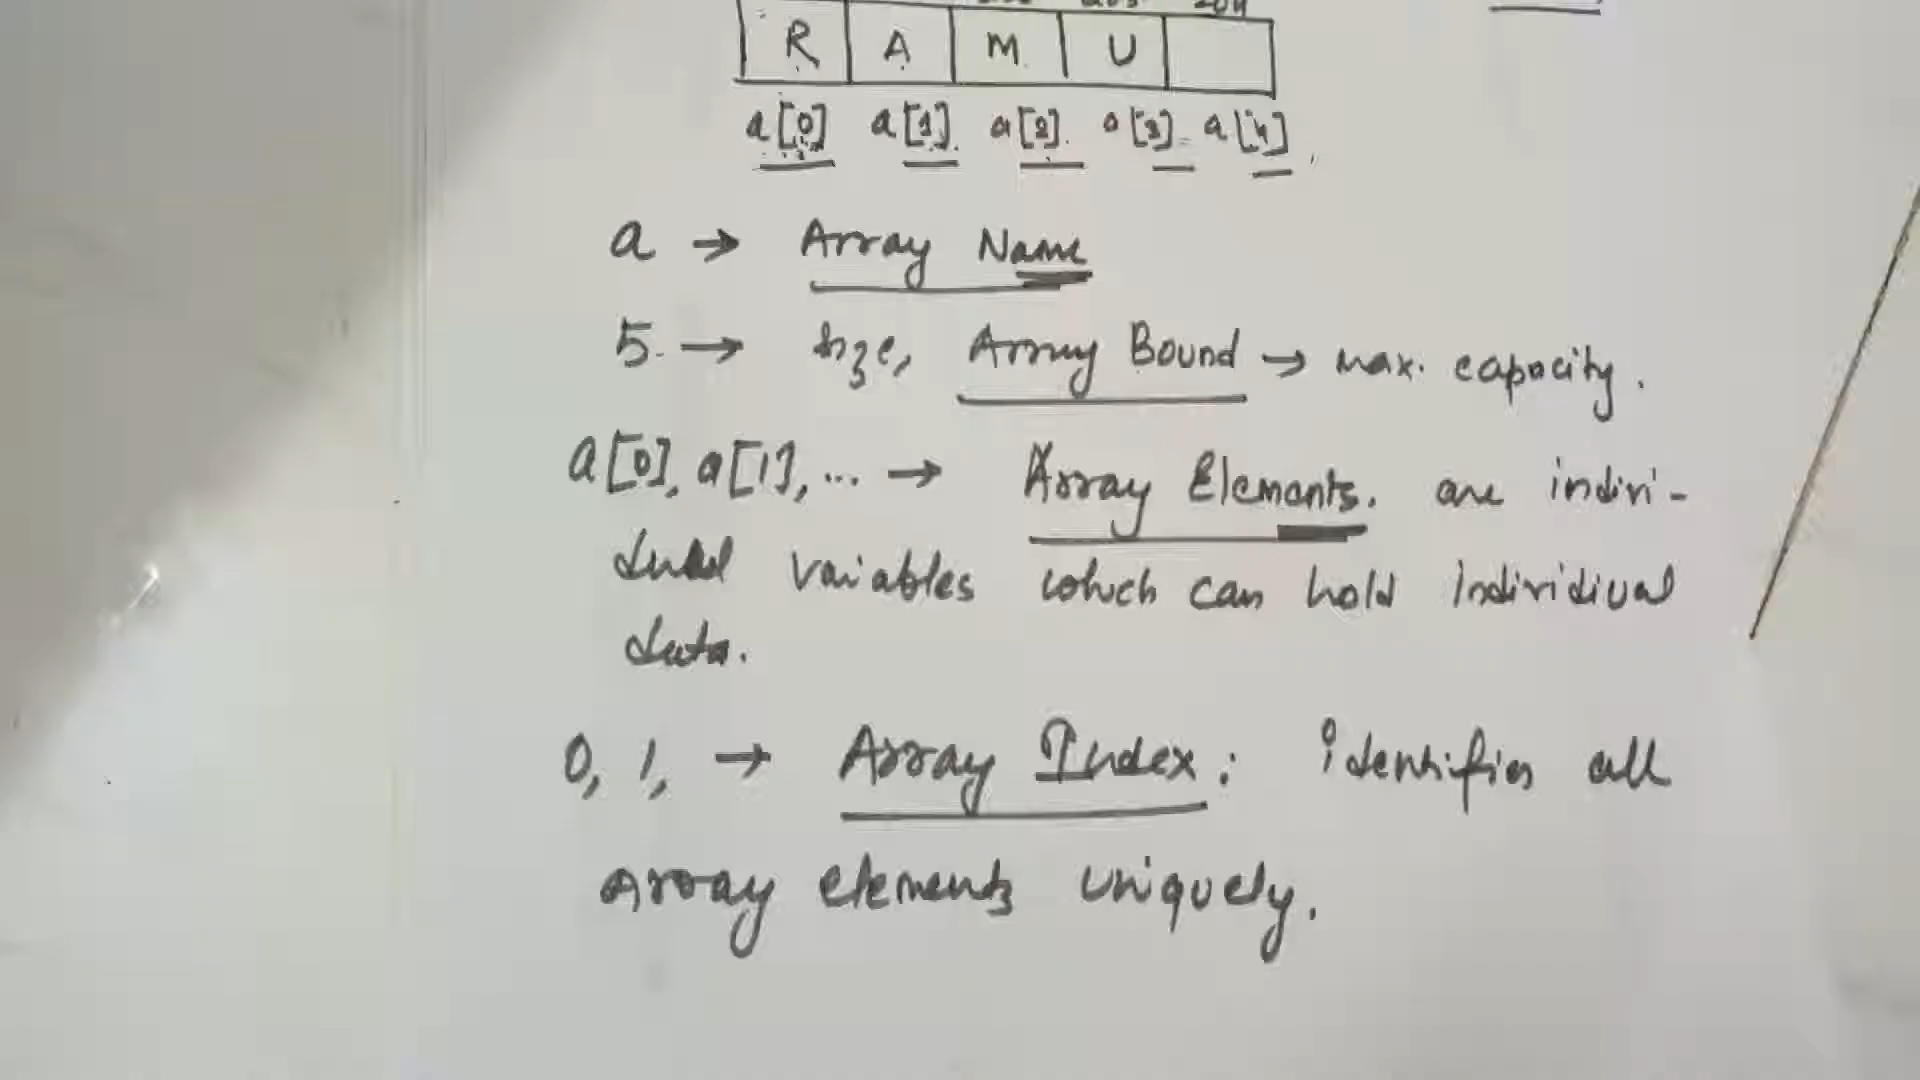 R A M U
a[0] a[1] a[2] a[3] a[4]
a → Array Name
5. → size, Array Bound → max. capacity.
a[0], a[1], ... → Array Elements. are indivi-
dual variables which can hold individual
data.
0, 1, → Array Index: identifies all
array elements uniquely.